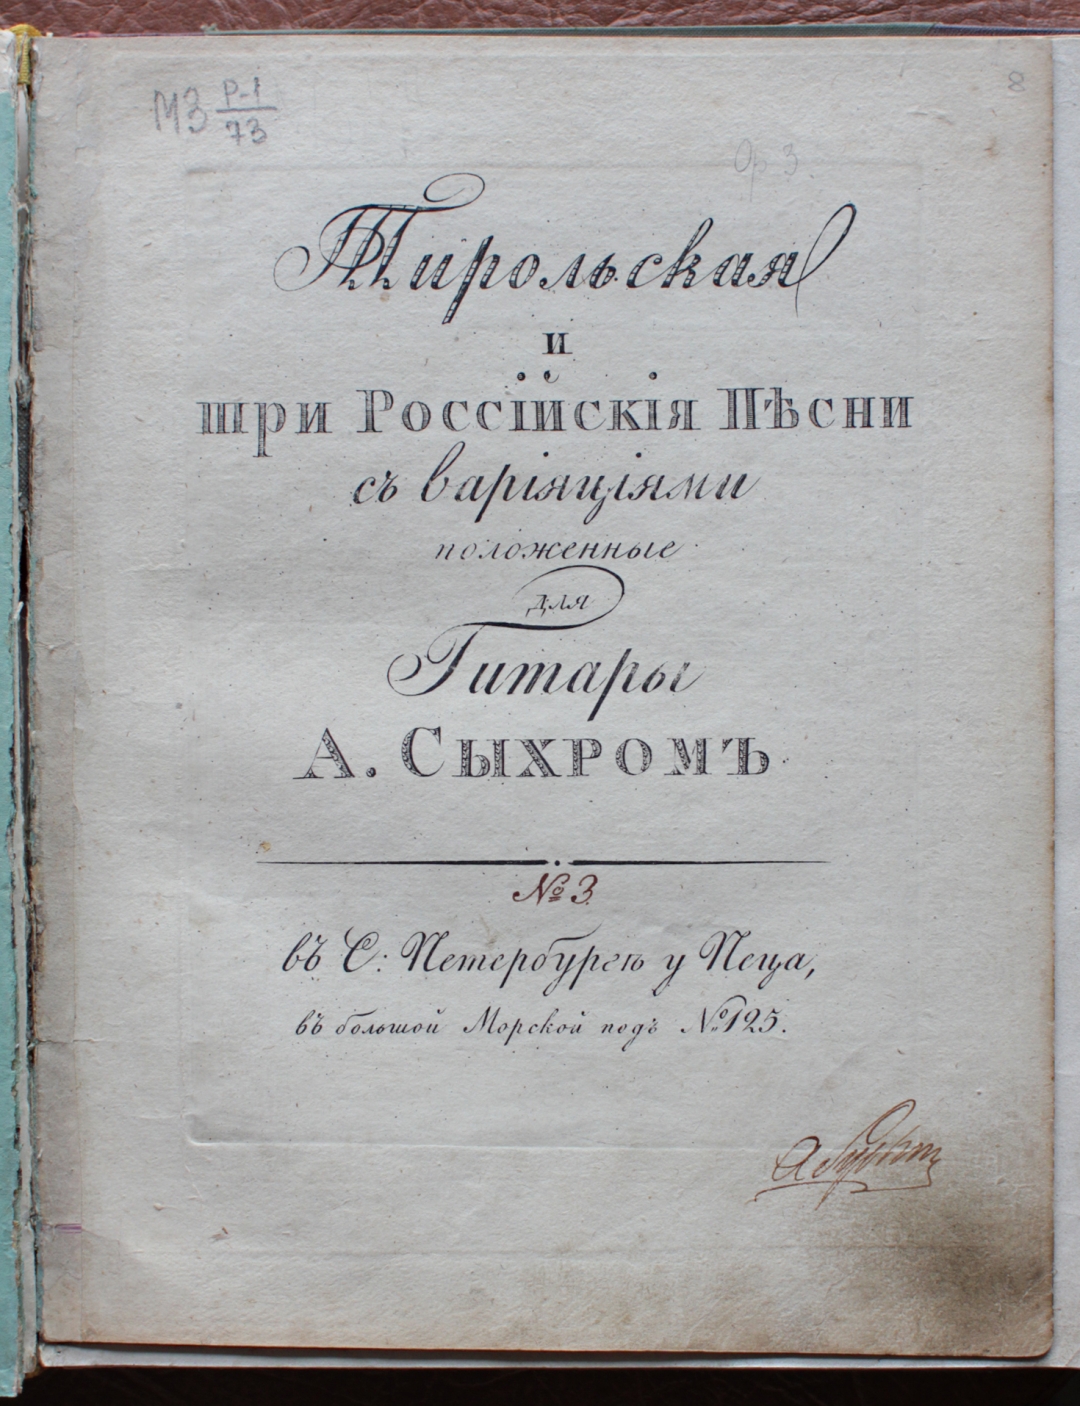 МЗ Р-1/73
8
Ор 3.
Тирольская
и
три Россійскія Пѣсни
съ варіяціями
положенные
для
Гитары
А. Сыхромъ.
№ 3
въ С: Петербургѣ у Пеца,
въ большой Морской подъ № 125.